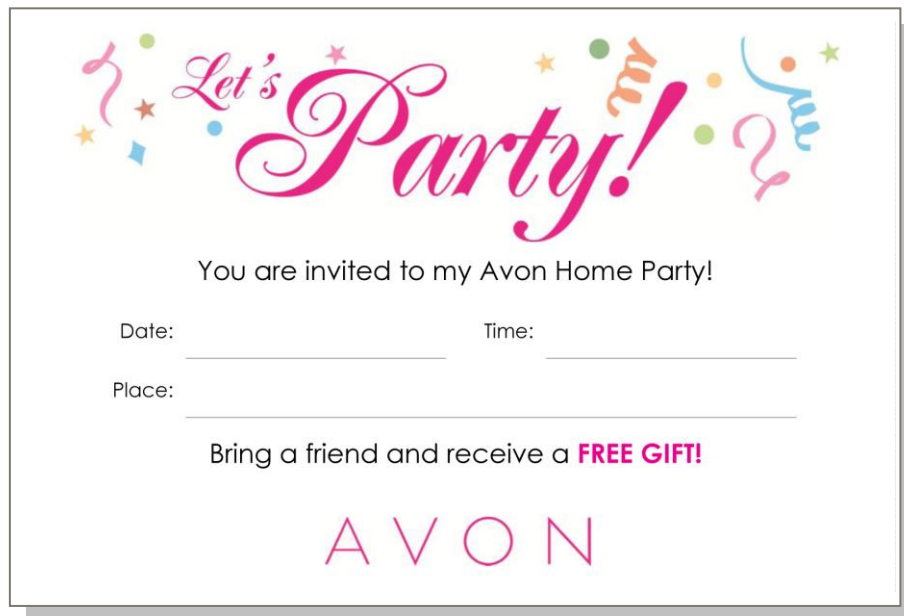 Let's
Party!
You are invited to my Avon Home Party!
Date: Time:
Place:
Bring a friend and receive a FREE GIFT!
AVON